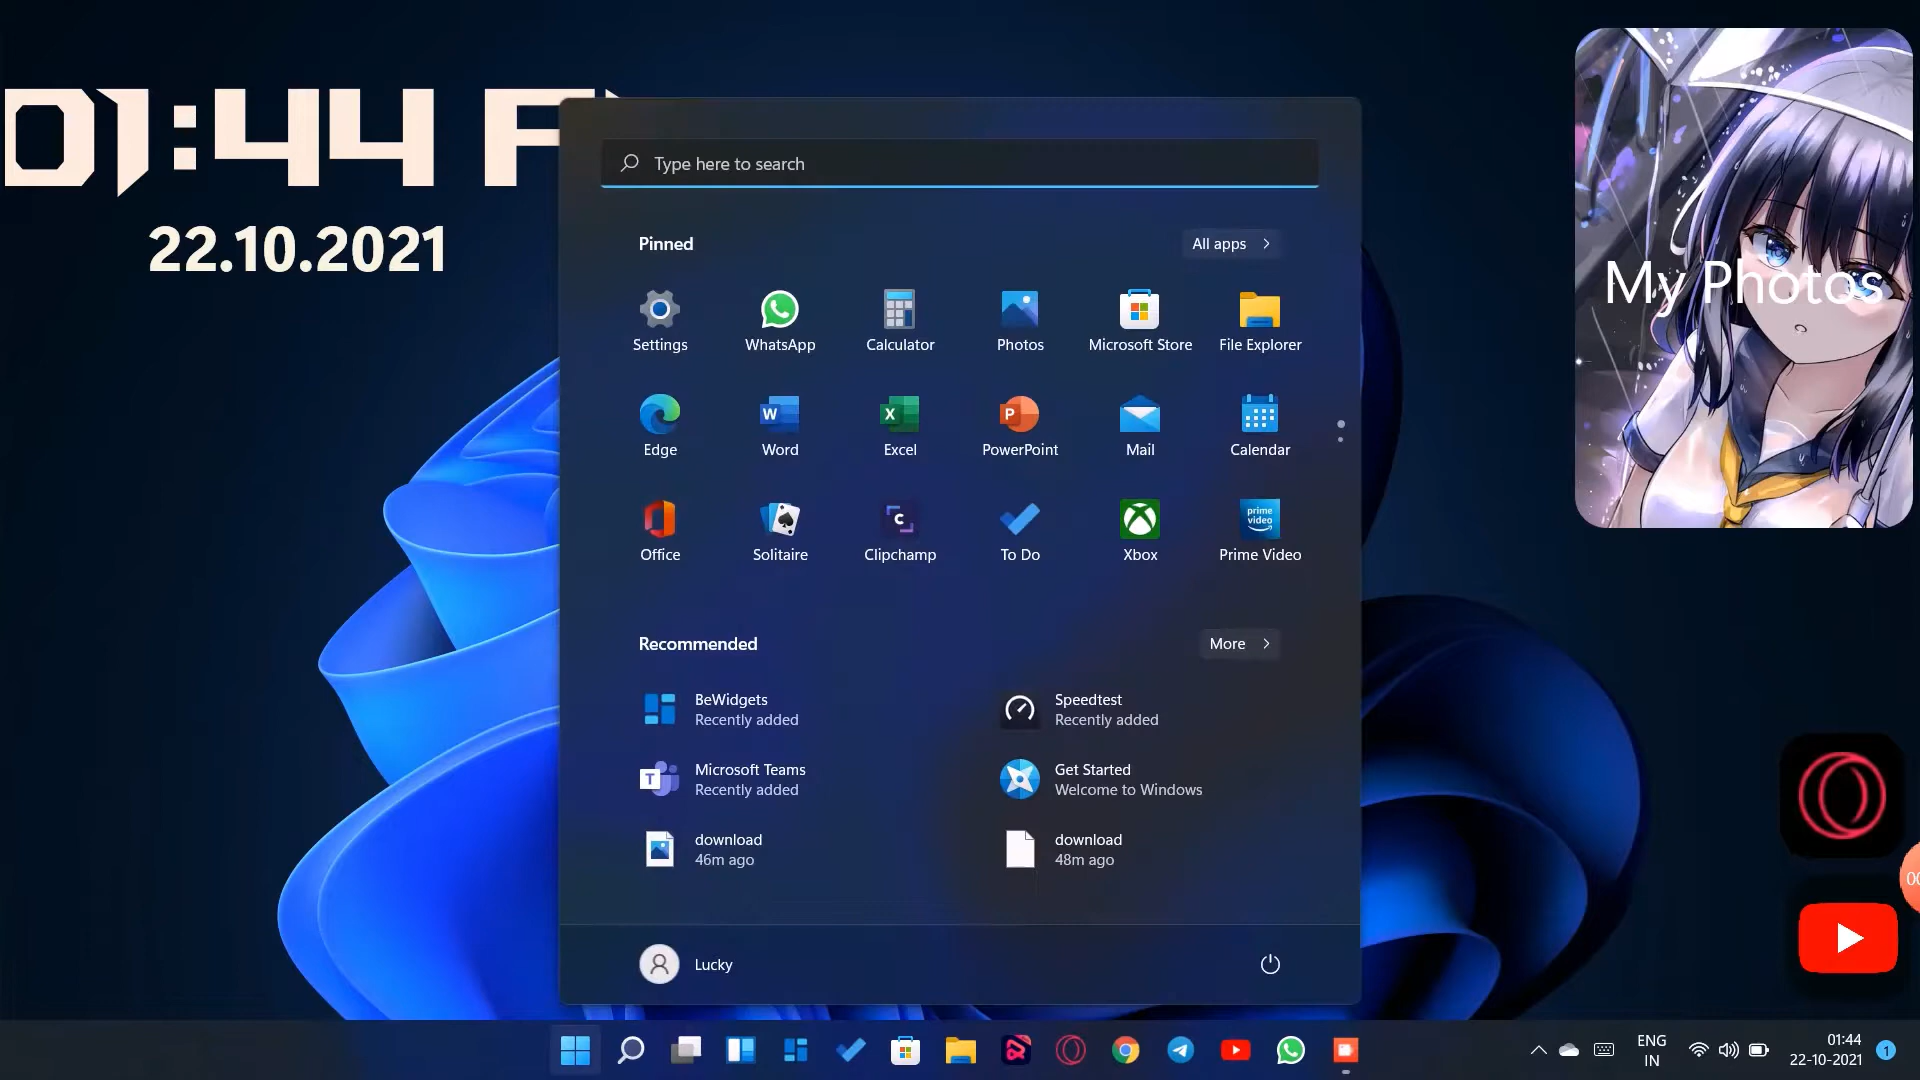 01:44
22.10.2021
My Photos
Type here to search
Pinned
All apps
Settings
WhatsApp
Calculator
Photos
Microsoft Store
File Explorer
Edge
Word
Excel
PowerPoint
Mail
Calendar
Office
Solitaire
Clipchamp
To Do
Xbox
prime
video
Prime Video
Recommended
More
BeWidgets
Recently added
Speedtest
Recently added
Microsoft Teams
Recently added
Get Started
Welcome to Windows
download
46m ago
download
48m ago
Lucky
ENG
IN
01:44
22-10-2021
1